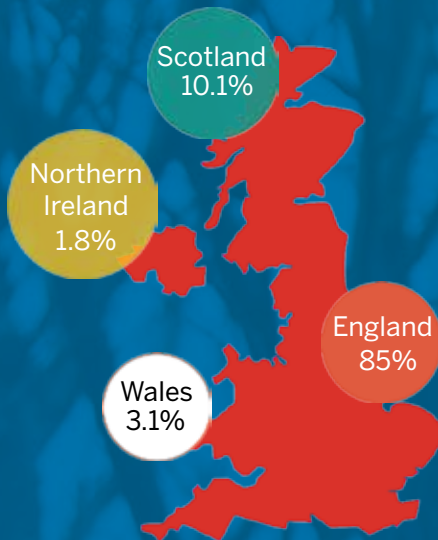 Scotland
10.1%
Northern
Ireland
1.8%
England
85%
Wales
3.1%